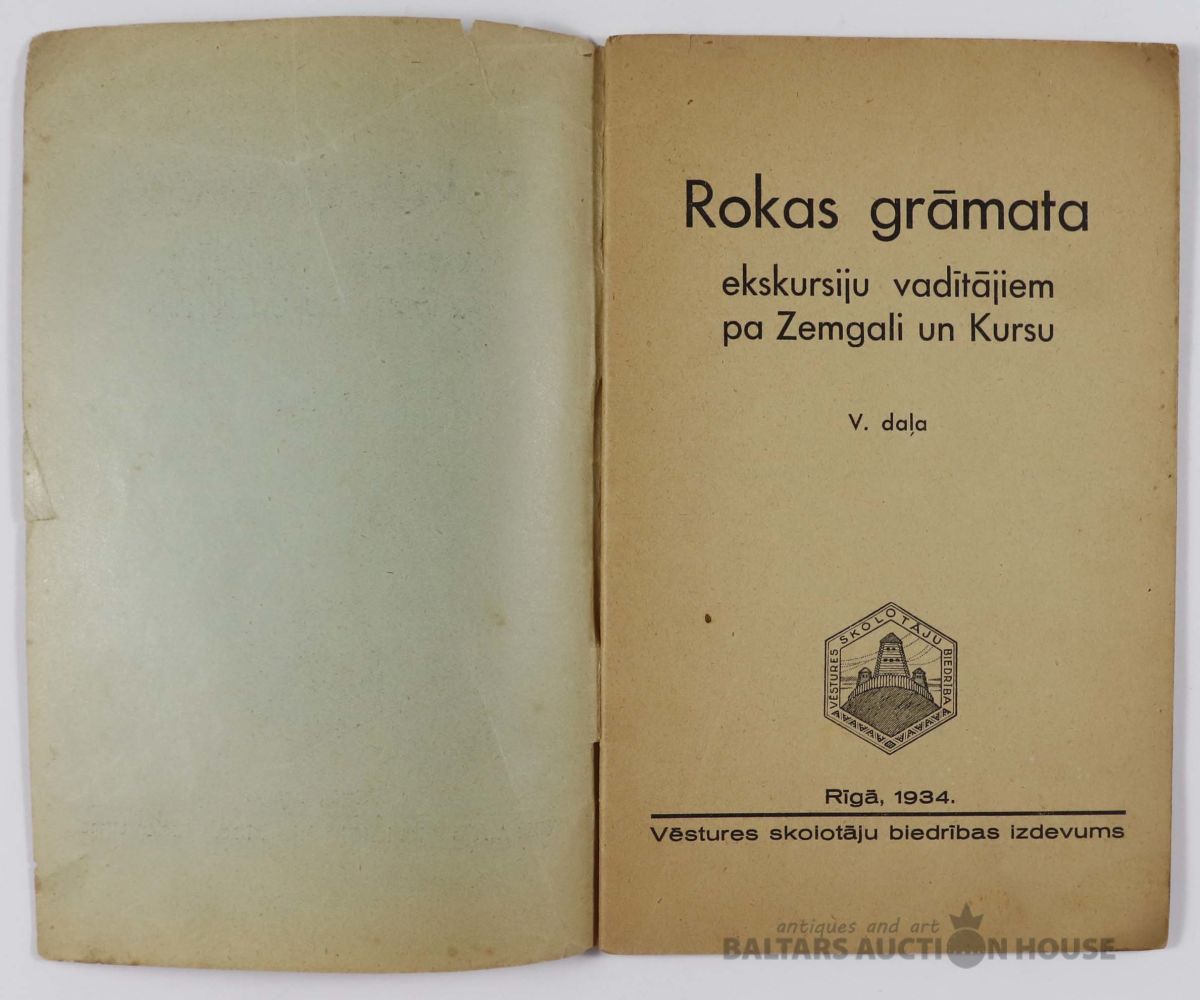 Rokas grāmata
ekskursiju vadītājiem
pa Zemgali un Kursu
V. daļa
VĒSTURES SKOLOTĀJU BIEDRĪBA
Rīgā, 1934.
Vēstures skolotāju biedrības izdevums
antiques and art
BALTARS AUCTION HOUSE